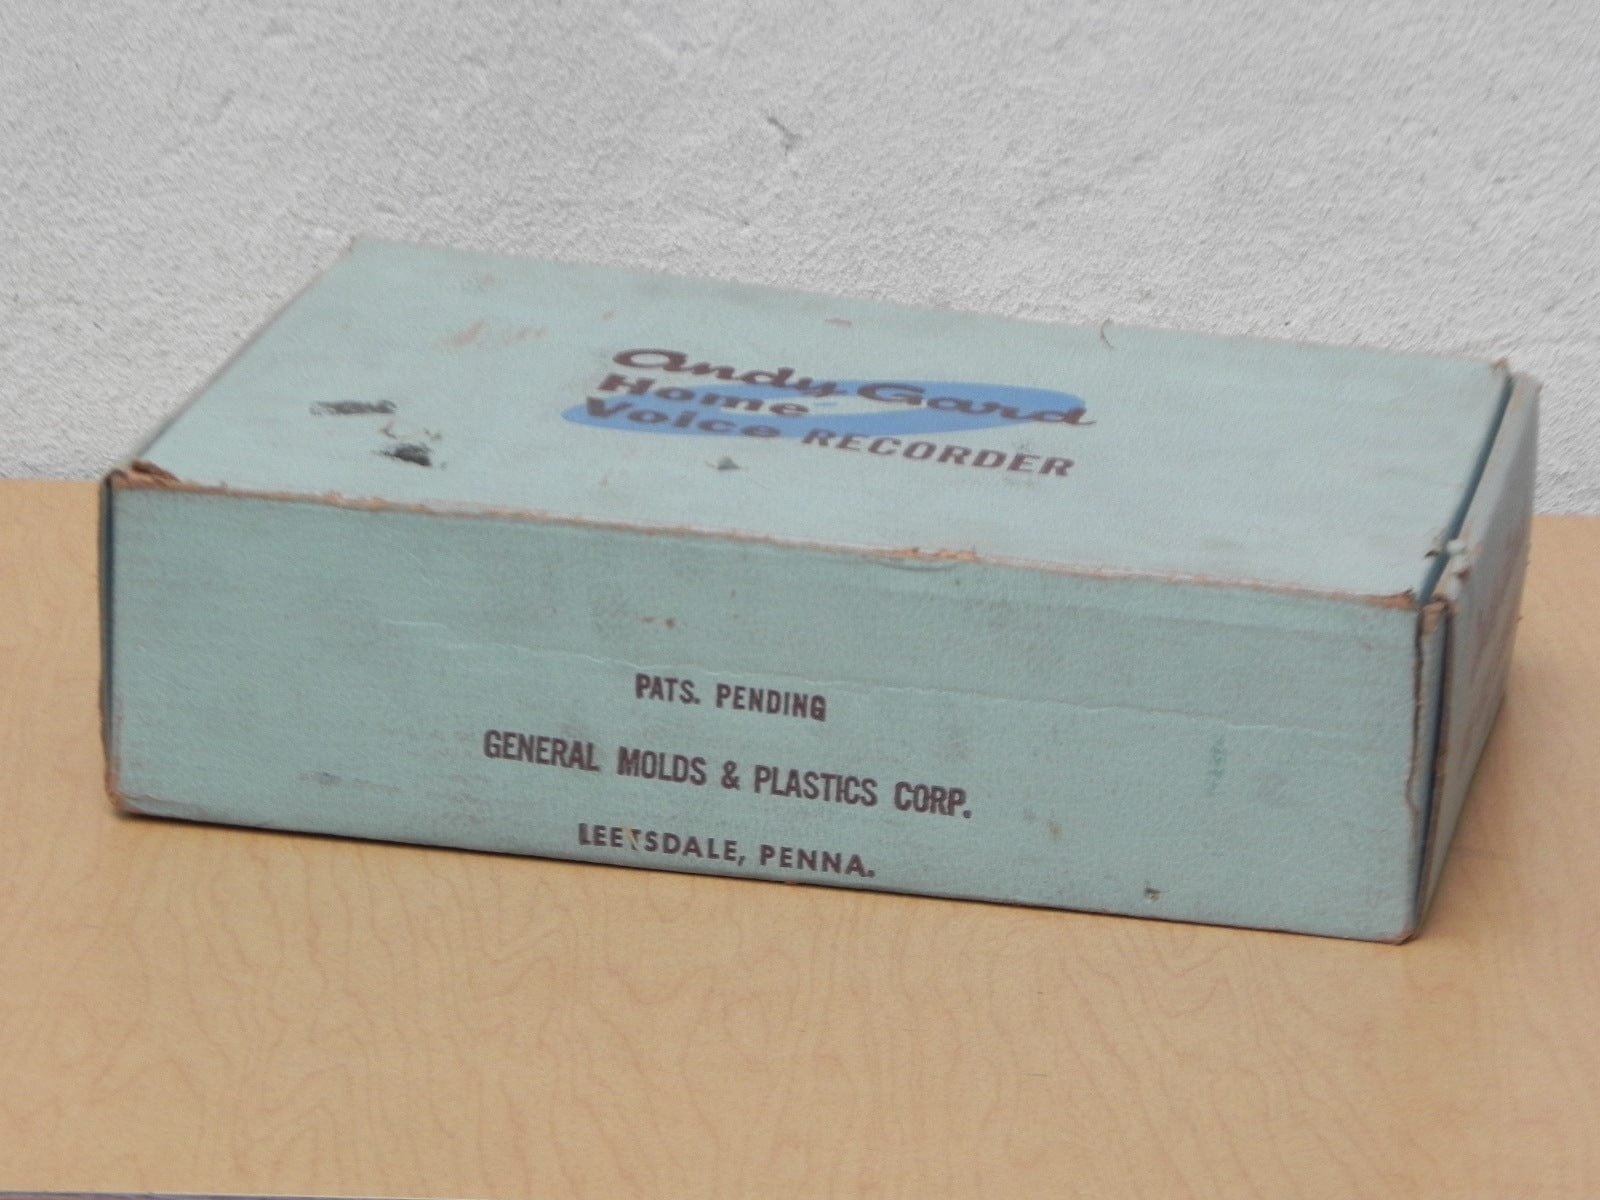 Andy Gard
Home
Voice RECORDER
PATS. PENDING
GENERAL MOLDS & PLASTICS CORP.
LEETSDALE, PENNA.